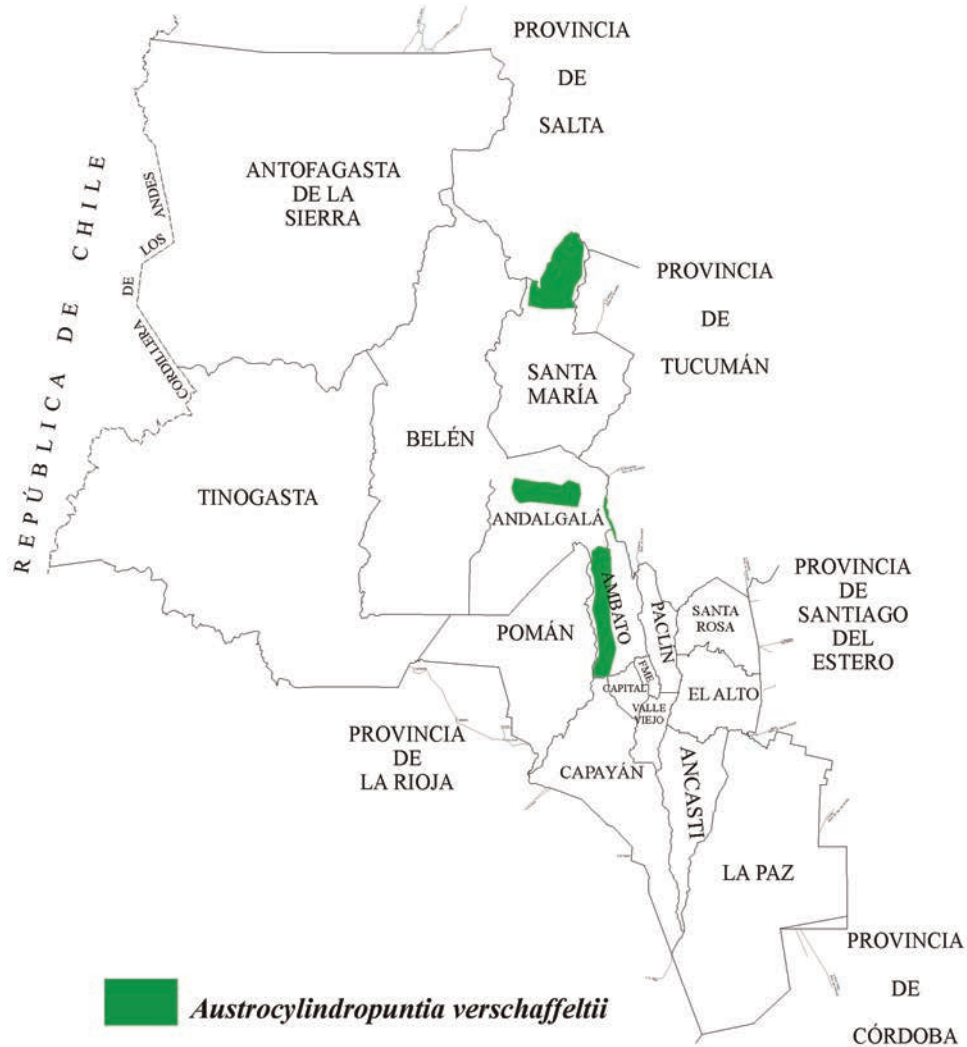 PROVINCIA
DE
SALTA
ANTOFAGASTA
DE LA
SIERRA
REPÚBLICA DE CHILE
CORDILLERA DE LOS ANDES
PROVINCIA
DE
TUCUMÁN
SANTA
MARÍA
BELÉN
TINOGASTA
ANDALGALÁ
AMBATO
PACLÍN
SANTA
ROSA
PROVINCIA
DE
SANTIAGO
DEL
ESTERO
POMÁN
FME
CAPITAL
VALLE
VIEJO
EL ALTO
PROVINCIA
DE
LA RIOJA
CAPAYÁN
ANCASTI
LA PAZ
PROVINCIA
DE
CÓRDOBA
Austrocylindropuntia verschaffeltii